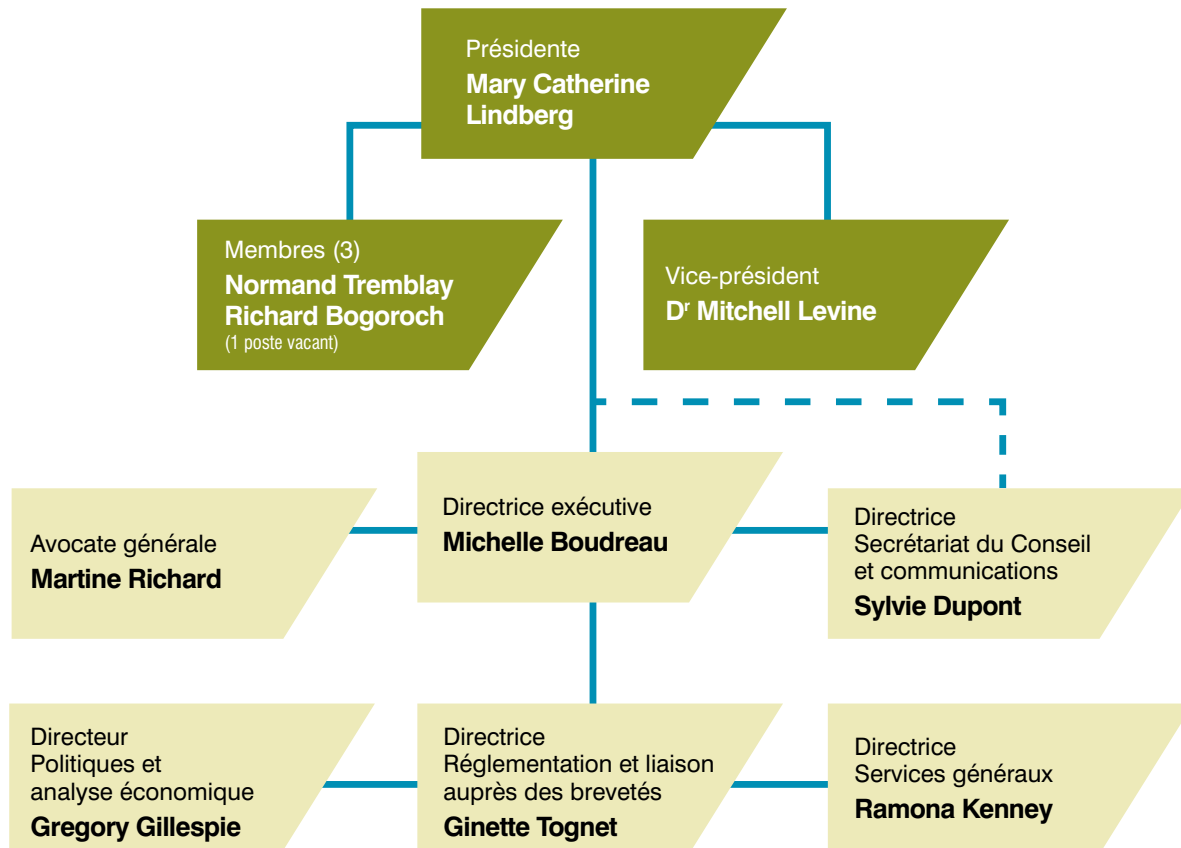 Présidente
Mary Catherine
Lindberg
Membres (3)
Normand Tremblay
Richard Bogoroch
(1 poste vacant)
Vice-président
Dʳ Mitchell Levine
Avocate générale
Martine Richard
Directrice exécutive
Michelle Boudreau
Directrice
Secrétariat du Conseil
et communications
Sylvie Dupont
Directeur
Politiques et
analyse économique
Gregory Gillespie
Directrice
Réglementation et liaison
auprès des brevetés
Ginette Tognet
Directrice
Services généraux
Ramona Kenney